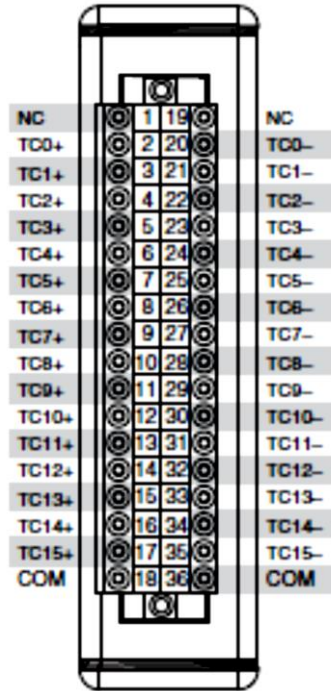 NC 1 19 NC
TC0+ 2 20 TC0–
TC1+ 3 21 TC1–
TC2+ 4 22 TC2–
TC3+ 5 23 TC3–
TC4+ 6 24 TC4–
TC5+ 7 25 TC5–
TC6+ 8 26 TC6–
TC7+ 9 27 TC7–
TC8+ 10 28 TC8–
TC9+ 11 29 TC9–
TC10+ 12 30 TC10–
TC11+ 13 31 TC11–
TC12+ 14 32 TC12–
TC13+ 15 33 TC13–
TC14+ 16 34 TC14–
TC15+ 17 35 TC15–
COM 18 36 COM